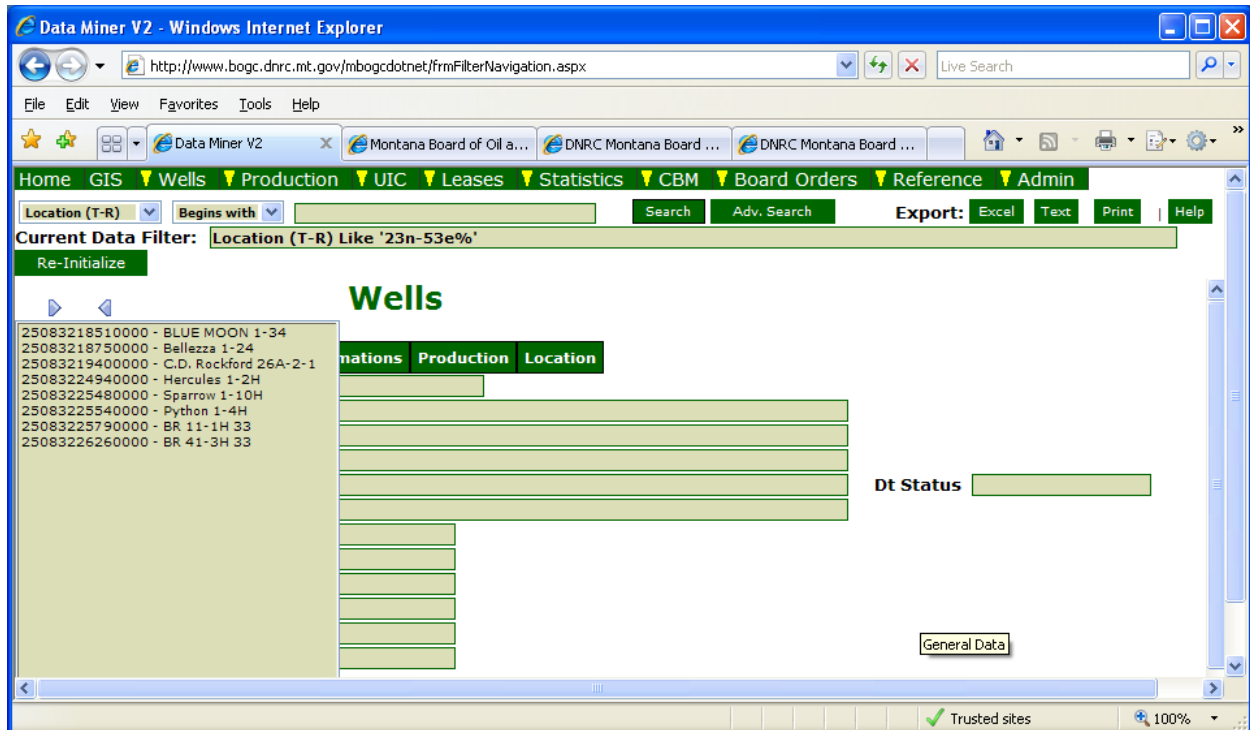 Data Miner V2 - Windows Internet Explorer
http://www.bogc.dnrc.mt.gov/mbogcdotnet/frmFilterNavigation.aspx Live Search
File Edit View Favorites Tools Help
Data Miner V2 Montana Board of Oil a... DNRC Montana Board ... DNRC Montana Board ...
Home GIS Wells Production UIC Leases Statistics CBM Board Orders Reference Admin
Location (T-R) Begins with Search Adv. Search Export: Excel Text Print | Help
Current Data Filter: Location (T-R) Like '23n-53e%'
Re-Initialize
Wells
25083218510000 - BLUE MOON 1-34
25083218750000 - Bellezza 1-24
25083219400000 - C.D. Rockford 26A-2-1
25083224940000 - Hercules 1-2H
25083225480000 - Sparrow 1-10H
25083225540000 - Python 1-4H
25083225790000 - BR 11-1H 33
25083226260000 - BR 41-3H 33
mations Production Location
Dt Status
General Data
Trusted sites 100%